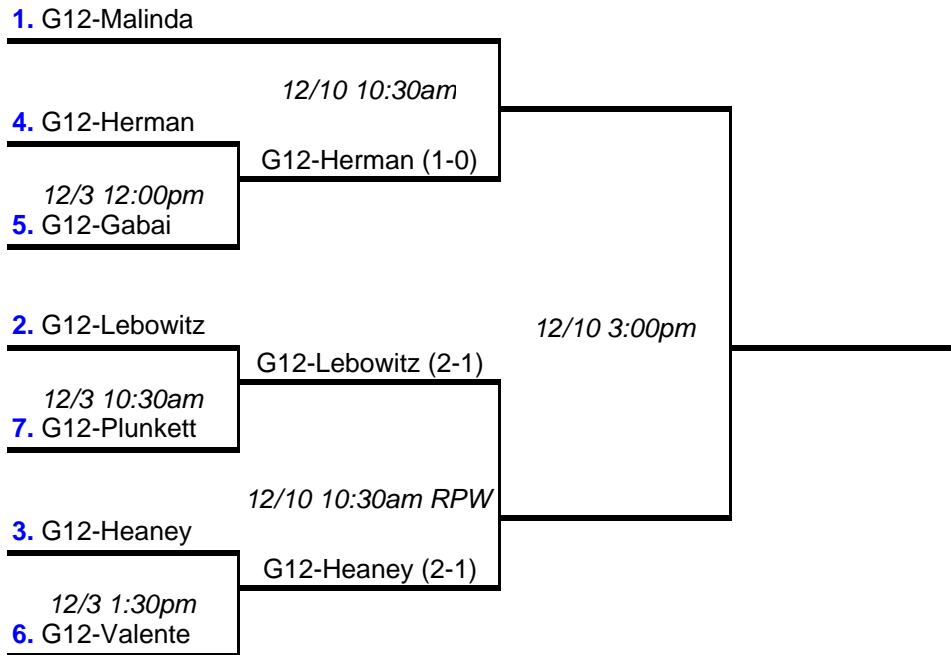 1. G12-Malinda
12/10 10:30am
4. G12-Herman
G12-Herman (1-0)
12/3 12:00pm
5. G12-Gabai
2. G12-Lebowitz
12/10 3:00pm
G12-Lebowitz (2-1)
12/3 10:30am
7. G12-Plunkett
12/10 10:30am RPW
3. G12-Heaney
G12-Heaney (2-1)
12/3 1:30pm
6. G12-Valente